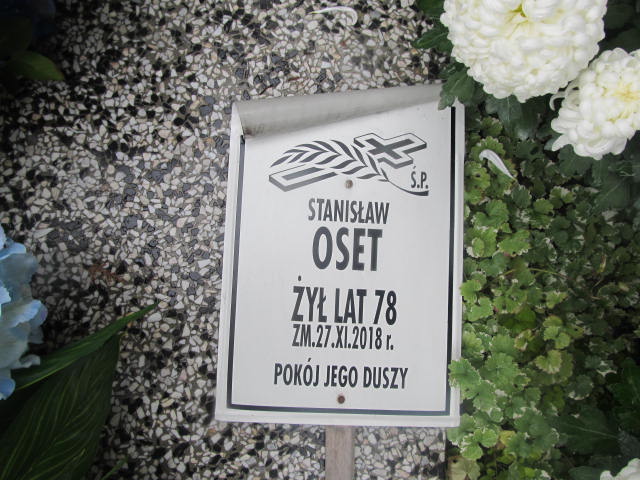 Ś.P.
STANISŁAW
OSET
ŻYŁ LAT 78
ZM.27.XI.2018 r.
POKÓJ JEGO DUSZY